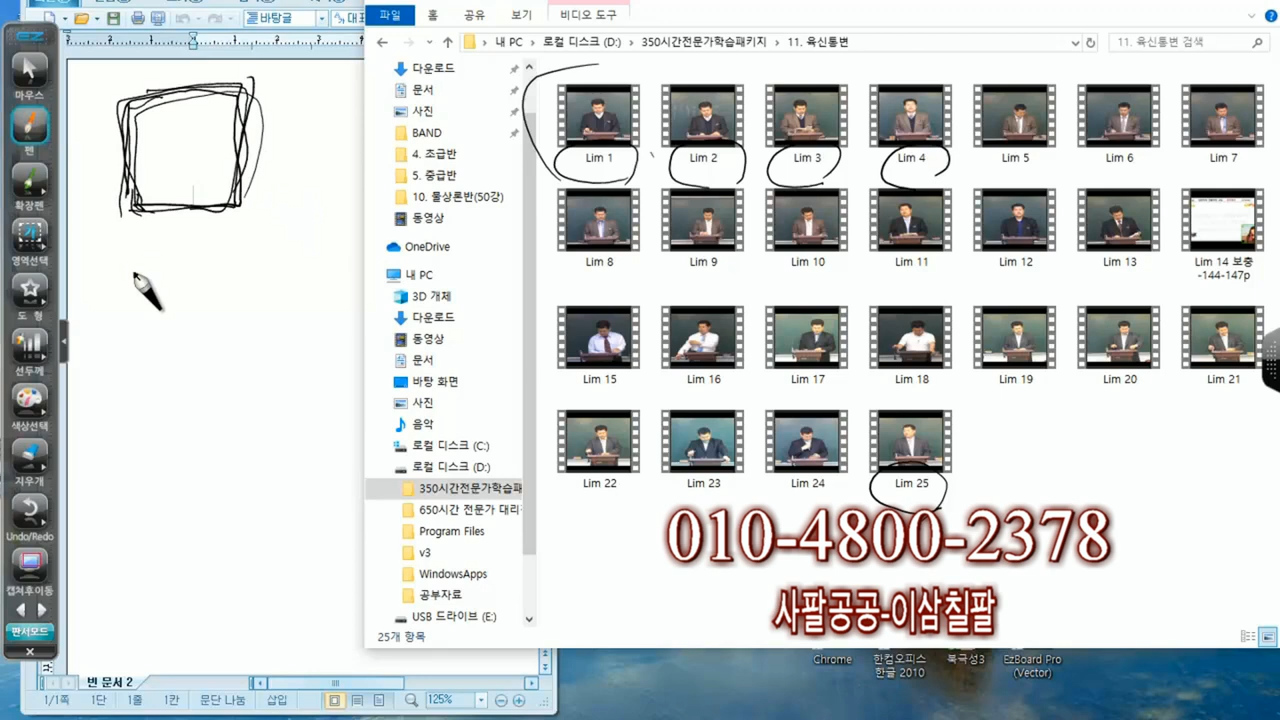 바탕글
대표
파일
홈
공유
보기
비디오 도구
내 PC > 로컬 디스크 (D:) > 350시간전문가학습패키지 > 11. 육신통변
11. 육신통변 검색
EZ
마우스
펜
확장펜
영역선택
도 형
선두께
색상선택
지우개
Undo/Redo
캡쳐후이동
판서모드
다운로드
문서
사진
BAND
4. 초급반
5. 중급반
10. 물상론반(50강)
동영상
OneDrive
내 PC
3D 개체
다운로드
동영상
문서
바탕 화면
사진
음악
로컬 디스크 (C:)
로컬 디스크 (D:)
350시간전문가학습패
650시간 전문가 대리
Program Files
v3
WindowsApps
공부자료
USB 드라이브 (E:)
25개 항목
Lim 1
Lim 2
Lim 3
Lim 4
Lim 5
Lim 6
Lim 7
Lim 8
Lim 9
Lim 10
Lim 11
Lim 12
Lim 13
Lim 14 보충
-144-147p
Lim 15
Lim 16
Lim 17
Lim 18
Lim 19
Lim 20
Lim 21
Lim 22
Lim 23
Lim 24
Lim 25
010-4800-2378
사팔공공-이삼칠팔
Chrome
한컴오피스
한글 2010
북극성3
EzBoard Pro
(Vector)
빈 문서 2
1/1쪽
1단
1줄
1칸
문단 나눔
삽입
125%